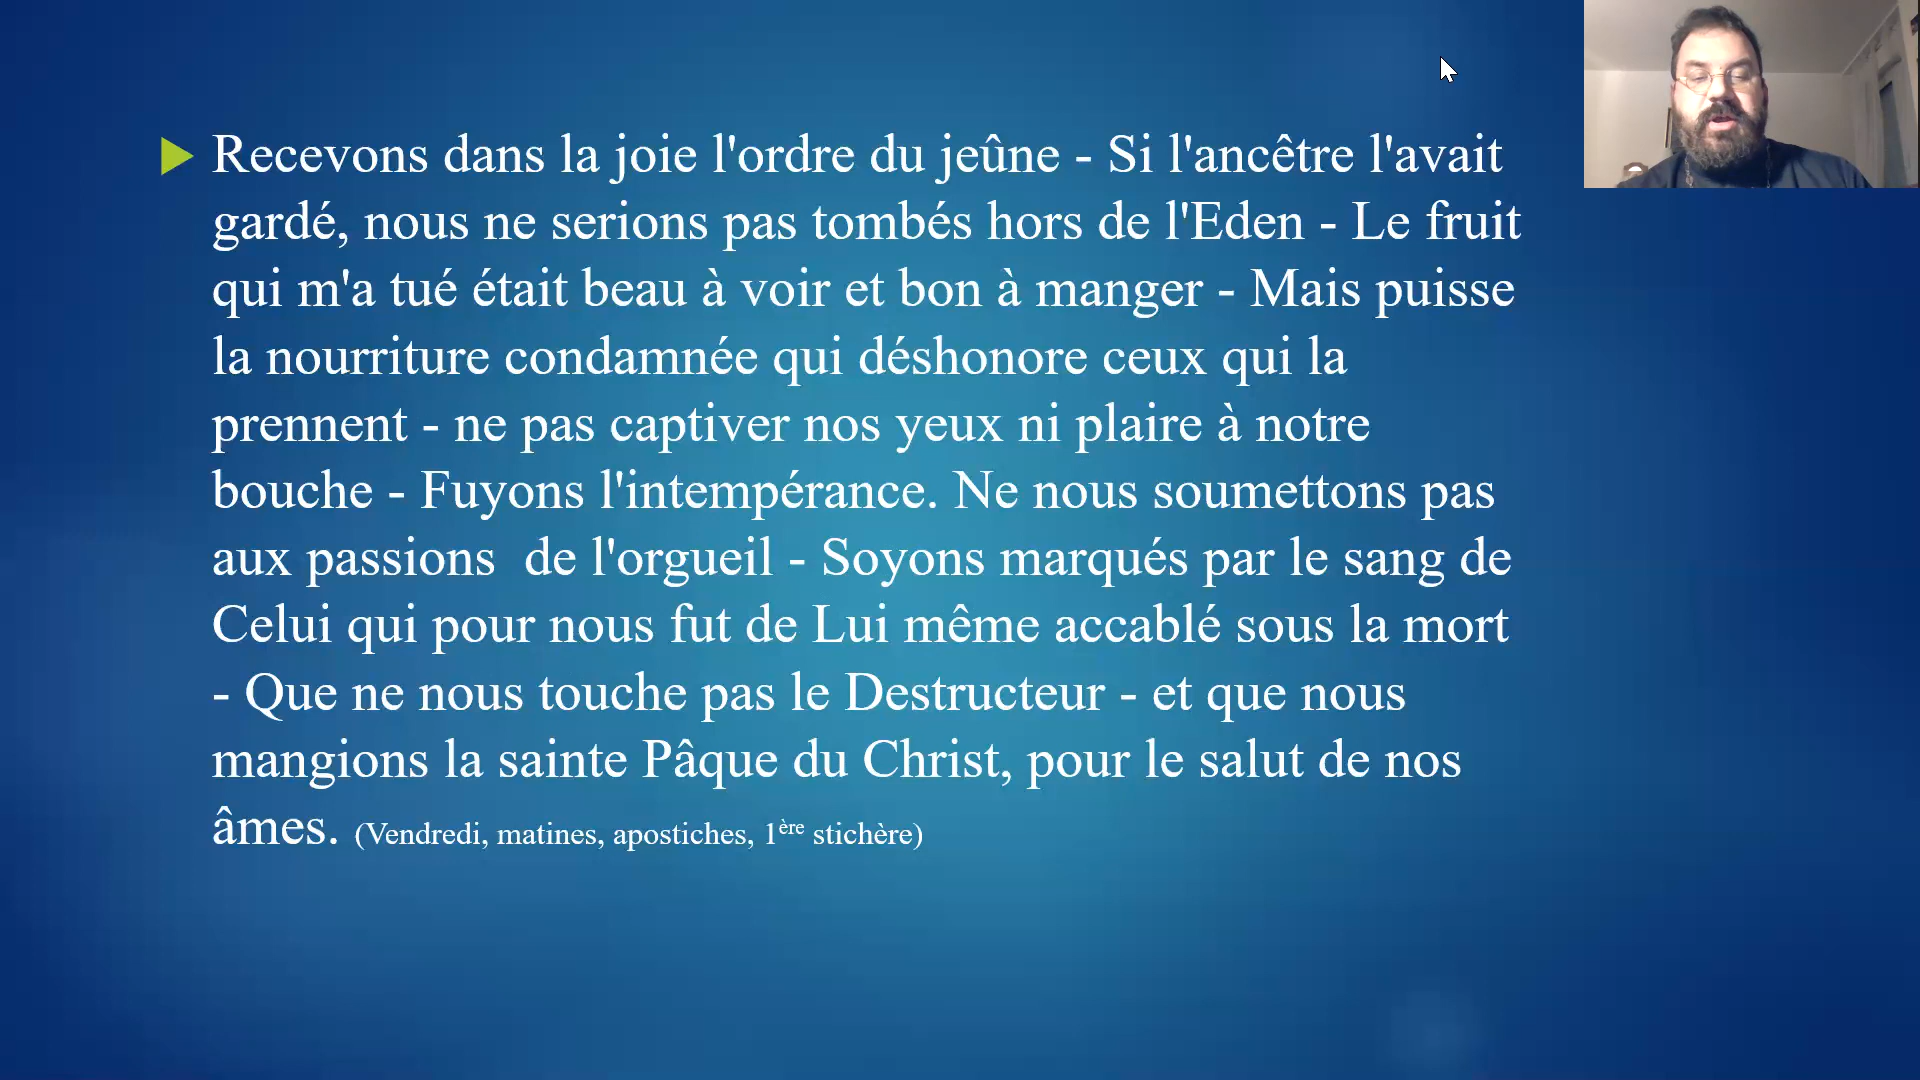 Recevons dans la joie l'ordre du jeûne - Si l'ancêtre l'avait
gardé, nous ne serions pas tombés hors de l'Eden - Le fruit
qui m'a tué était beau à voir et bon à manger - Mais puisse
la nourriture condamnée qui déshonore ceux qui la
prennent - ne pas captiver nos yeux ni plaire à notre
bouche - Fuyons l'intempérance. Ne nous soumettons pas
aux passions  de l'orgueil - Soyons marqués par le sang de
Celui qui pour nous fut de Lui même accablé sous la mort
- Que ne nous touche pas le Destructeur - et que nous
mangions la sainte Pâque du Christ, pour le salut de nos
âmes. (Vendredi, matines, apostiches, 1ère stichère)